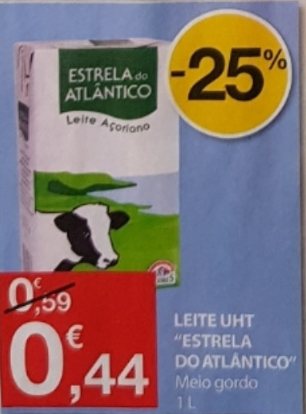 ESTRELA do
ATLÂNTICO
Leite Açoriano
-25%
0,€59
0,€44
LEITE UHT
"ESTRELA
DO ATLÂNTICO"
Meio gordo
1 L